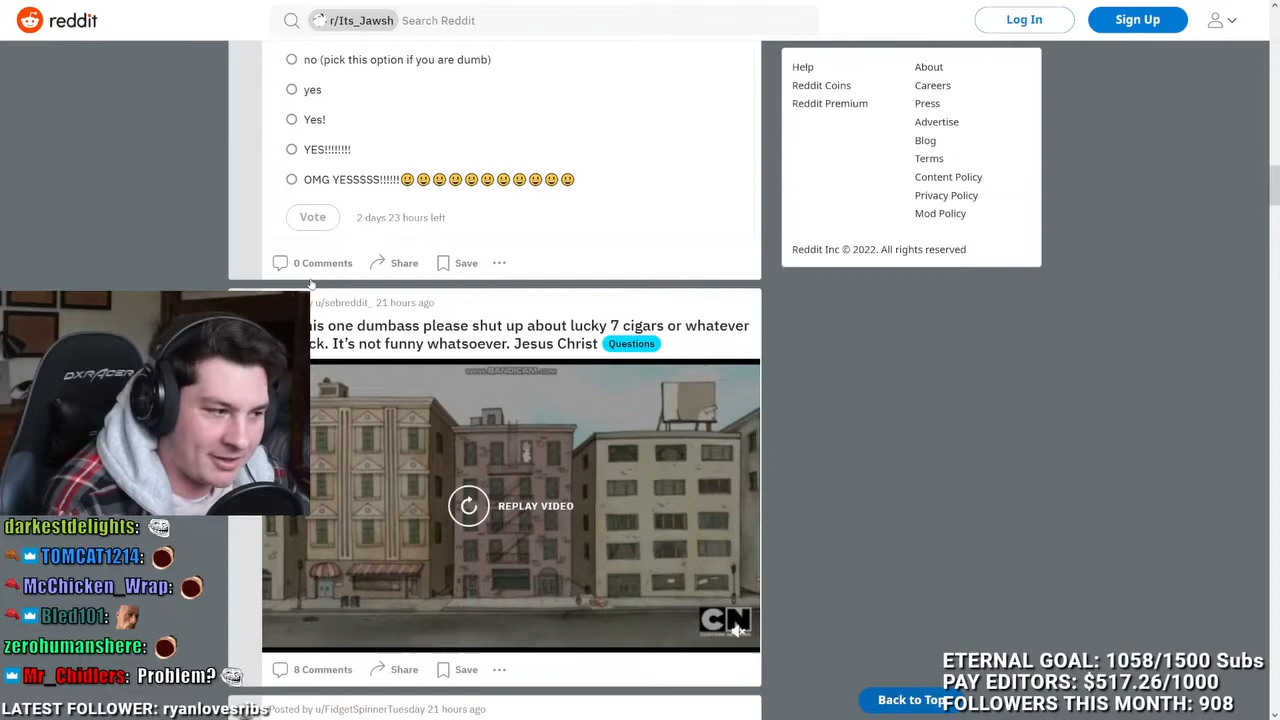 reddit
r/Its_Jawsh Search Reddit
Log In
Sign Up
no (pick this option if you are dumb)
yes
Yes!
YES!!!!!!!!
OMG YESSSSS!!!!!!
Vote
2 days 23 hours left
0 Comments
Share
Save
Help
About
Reddit Coins
Careers
Reddit Premium
Press
Advertise
Blog
Terms
Content Policy
Privacy Policy
Mod Policy
Reddit Inc © 2022. All rights reserved
u/sebreddit_ 21 hours ago
is one dumbass please shut up about lucky 7 cigars or whatever
ck. It’s not funny whatsoever. Jesus Christ
Questions
WWW.BANDICAM.COM
REPLAY VIDEO
CN
8 Comments
Share
Save
Posted by u/FidgetSpinnerTuesday 21 hours ago
Back to Top
DXRACER
darkestdelights:
TOMCAT1214:
McChicken_Wrap:
Bled101:
zerohumanshere:
Mr_Chidlers: Problem?
LATEST FOLLOWER: ryanlovesribs
ETERNAL GOAL: 1058/1500 Subs
PAY EDITORS: $517.26/1000
FOLLOWERS THIS MONTH: 908